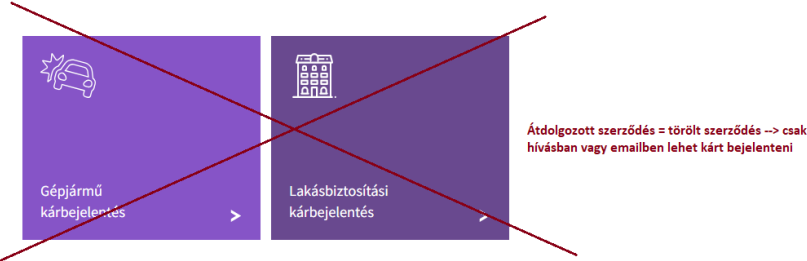 Gépjármű
kárbejelentés
>
Lakásbiztosítási
kárbejelentés
>
Átdolgozott szerződés = törölt szerződés --> csak
hívásban vagy emailben lehet kárt bejelenteni